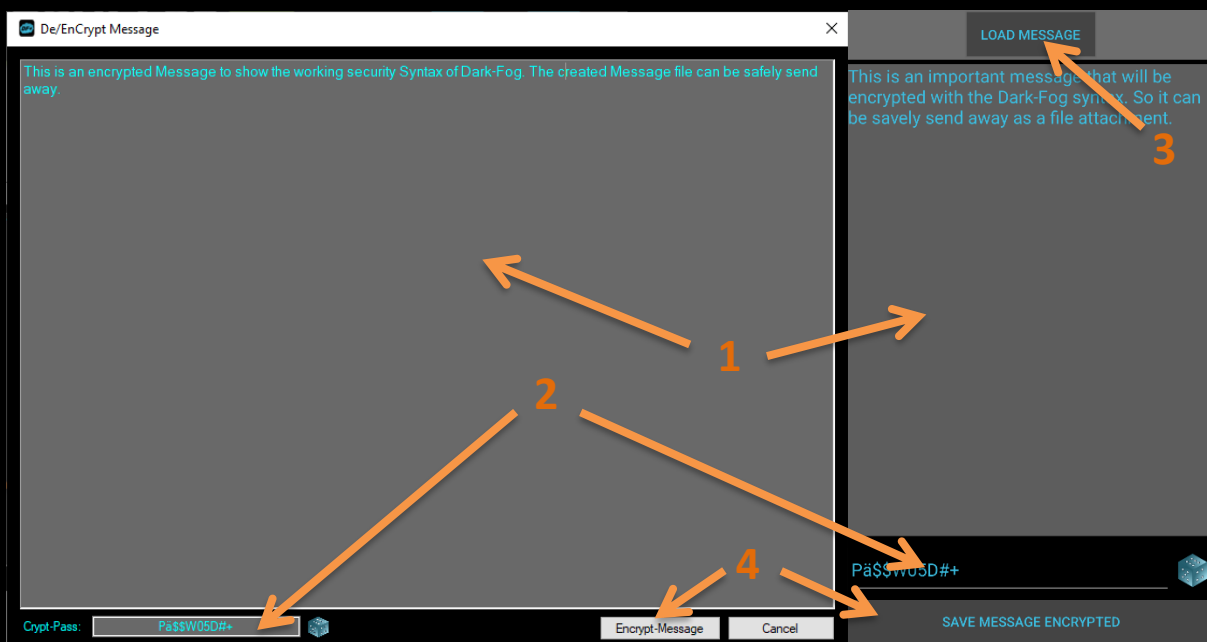 De/EnCrypt Message
This is an encrypted Message to show the working security Syntax of Dark-Fog. The created Message file can be safely send
away.
1
2
Crypt-Pass:
Pä$$W05D#+
Encrypt-Message
Cancel
4
LOAD MESSAGE
This is an important message that will be
encrypted with the Dark-Fog syntax. So it can
be savely send away as a file attachment.
3
Pä$$W05D#+
SAVE MESSAGE ENCRYPTED